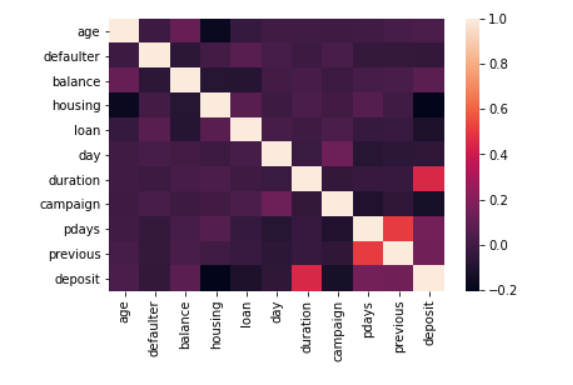 age
defaulter
balance
housing
loan
day
duration
campaign
pdays
previous
deposit
age
defaulter
balance
housing
loan
day
duration
campaign
pdays
previous
deposit
1.0
0.8
0.6
0.4
0.2
0.0
−0.2